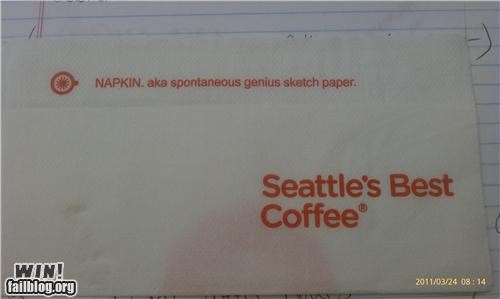 NAPKIN. aka spontaneous genius sketch paper.
Seattle's Best
Coffee®
2011/03/24 08:14
WIN!
failblog.org